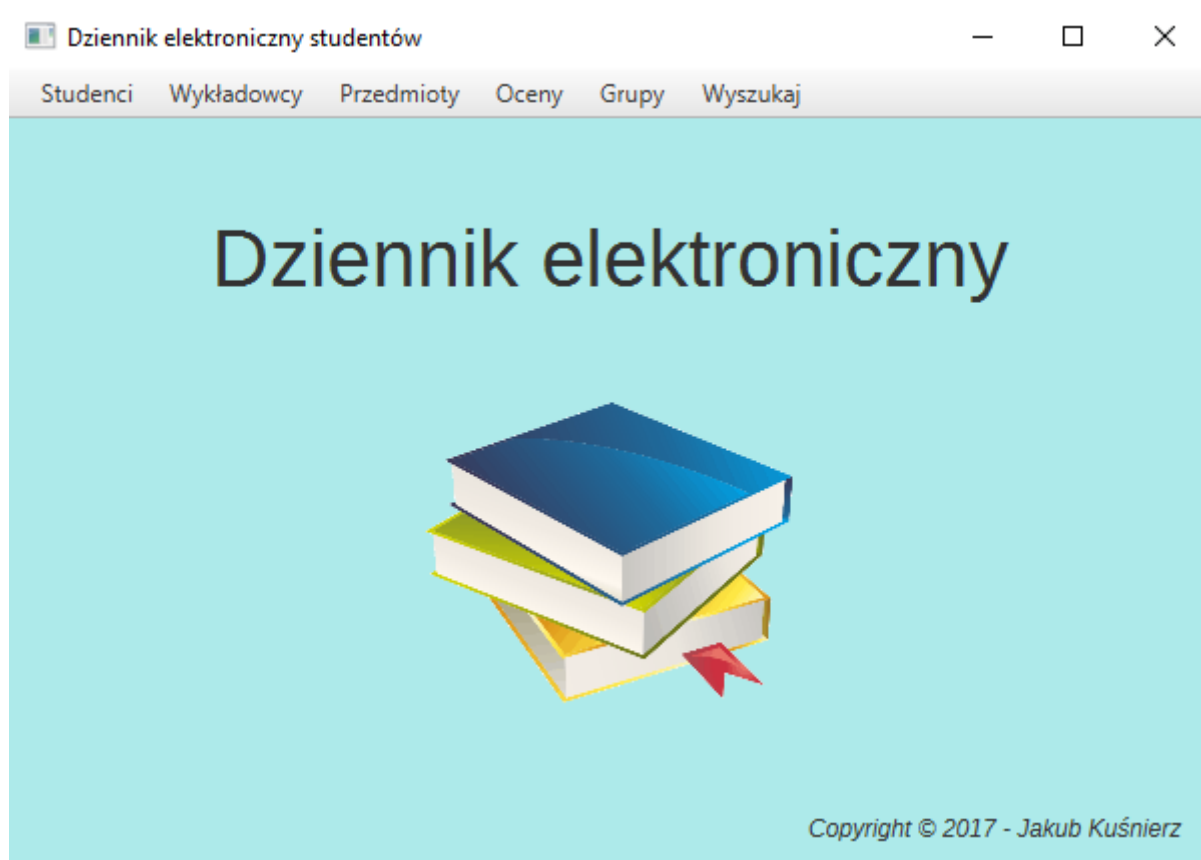 Dziennik elektroniczny studentów
Studenci Wykładowcy Przedmioty Oceny Grupy Wyszukaj
Dziennik elektroniczny
Copyright © 2017 - Jakub Kuśnierz